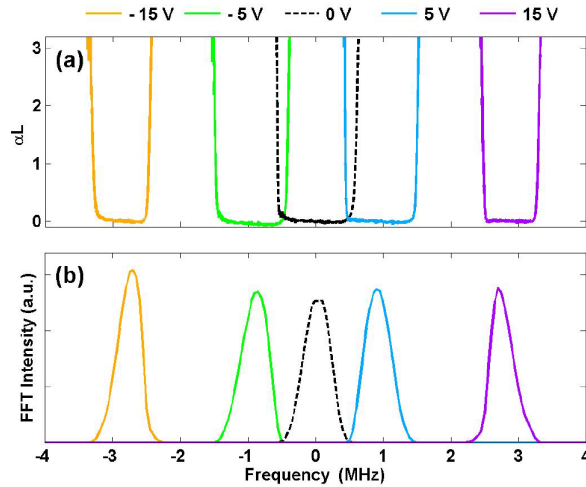 - 15 V - 5 V 0 V 5 V 15 V
(a)
αL
3
2
1
0
(b)
FFT Intensity (a.u.)
-4 -3 -2 -1 0 1 2 3 4
Frequency (MHz)